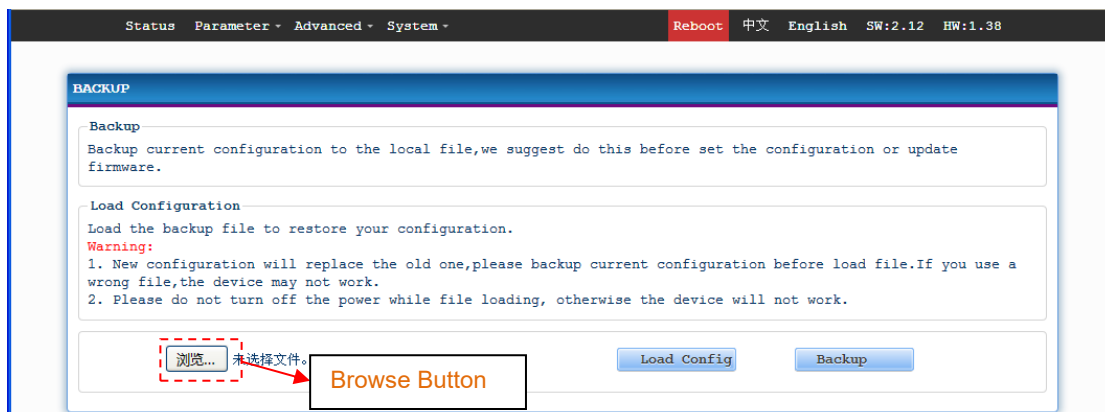 Status Parameter Advanced System Reboot 中文 English SW:2.12 HW:1.38
BACKUP
Backup
Backup current configuration to the local file,we suggest do this before set the configuration or update
firmware.
Load Configuration
Load the backup file to restore your configuration.
Warning:
1. New configuration will replace the old one,please backup current configuration before load file.If you use a
wrong file,the device may not work.
2. Please do not turn off the power while file loading, otherwise the device will not work.
浏览... 未选择文件。 Load Config Backup
Browse Button